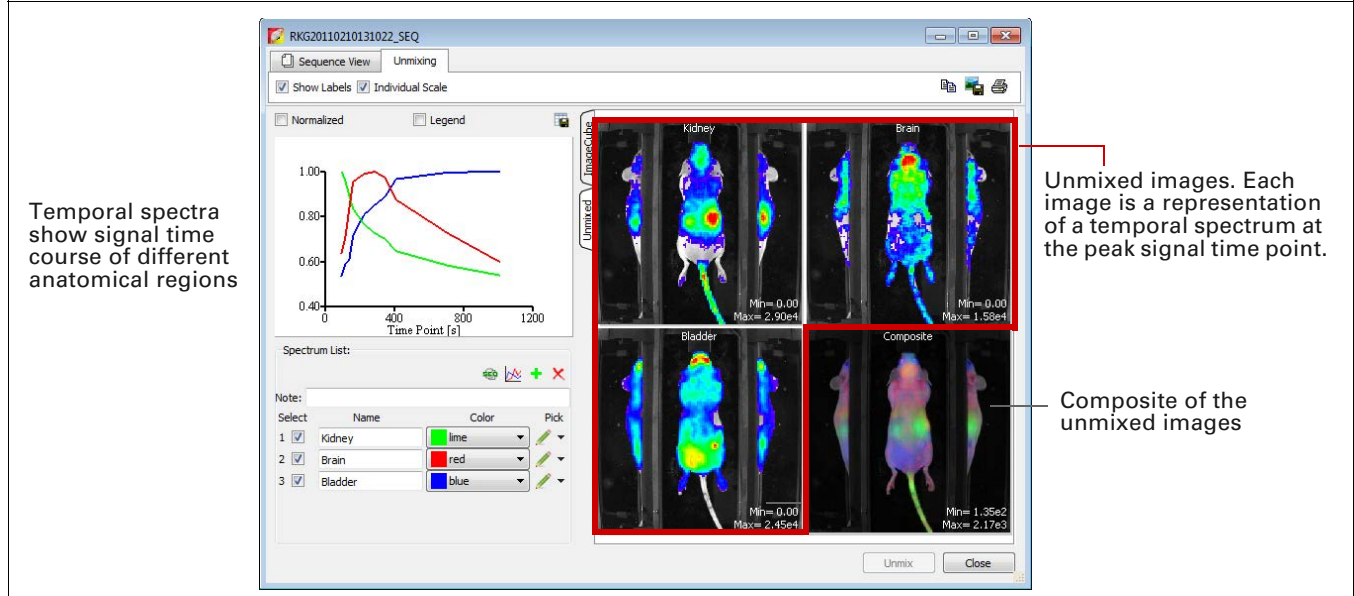 RKG20110210131022_SEQ
Sequence View
Unmixing
Show Labels
Individual Scale
Normalized
Legend
1.00
0.80
0.60
0.40
0
400
800
1200
Time Point [s]
Temporal spectra
show signal time
course of different
anatomical regions
Spectrum List:
SEQ
Note:
Select Name Color Pick
1 Kidney lime
2 Brain red
3 Bladder blue
ImageCube
Unmixed
Kidney
Min= 0.00
Max= 2.90e4
Brain
Min= 0.00
Max= 1.58e4
Bladder
Min= 0.00
Max= 2.45e4
Composite
Min= 1.35e2
Max= 2.17e3
Unmix
Close
Unmixed images. Each
image is a representation
of a temporal spectrum at
the peak signal time point.
Composite of the
unmixed images